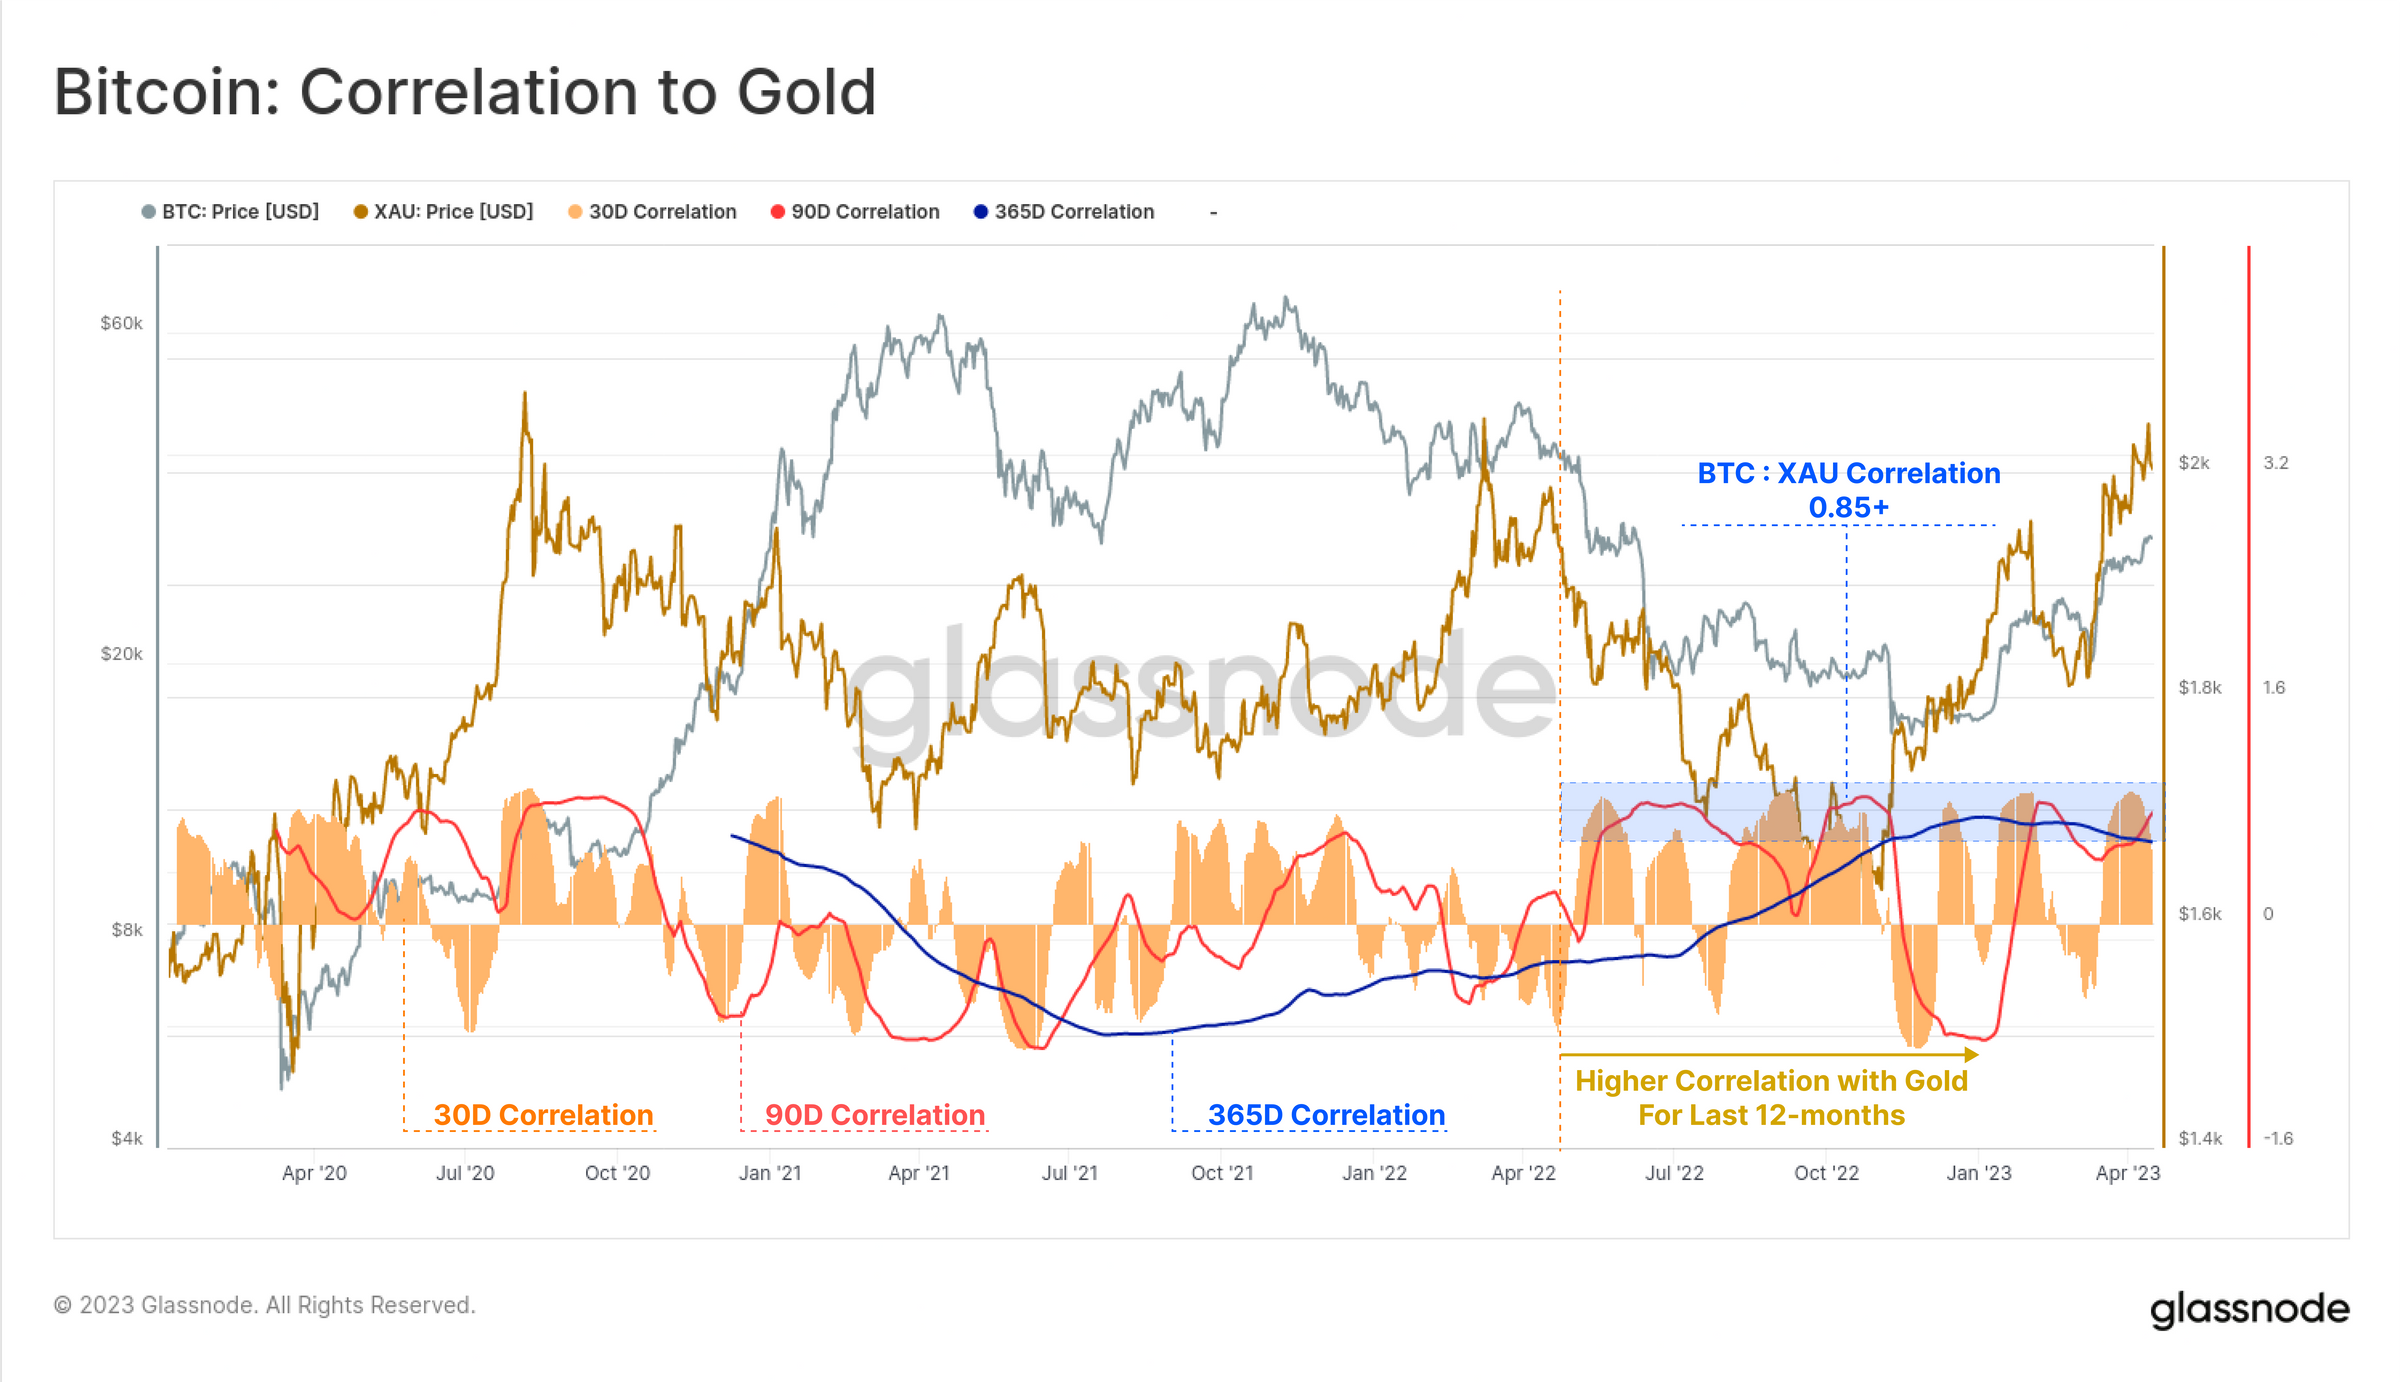 Bitcoin: Correlation to Gold
BTC: Price [USD] XAU: Price [USD] 30D Correlation 90D Correlation 365D Correlation -
$60k
$20k
$8k
$4k
$2k
$1.8k
$1.6k
$1.4k
3.2
1.6
0
-1.6
BTC : XAU Correlation
0.85+
glassnode
30D Correlation
90D Correlation
365D Correlation
Higher Correlation with Gold
For Last 12-months
Apr '20 Jul '20 Oct '20 Jan '21 Apr '21 Jul '21 Oct '21 Jan '22 Apr '22 Jul '22 Oct '22 Jan '23 Apr '23
© 2023 Glassnode. All Rights Reserved.
glassnode